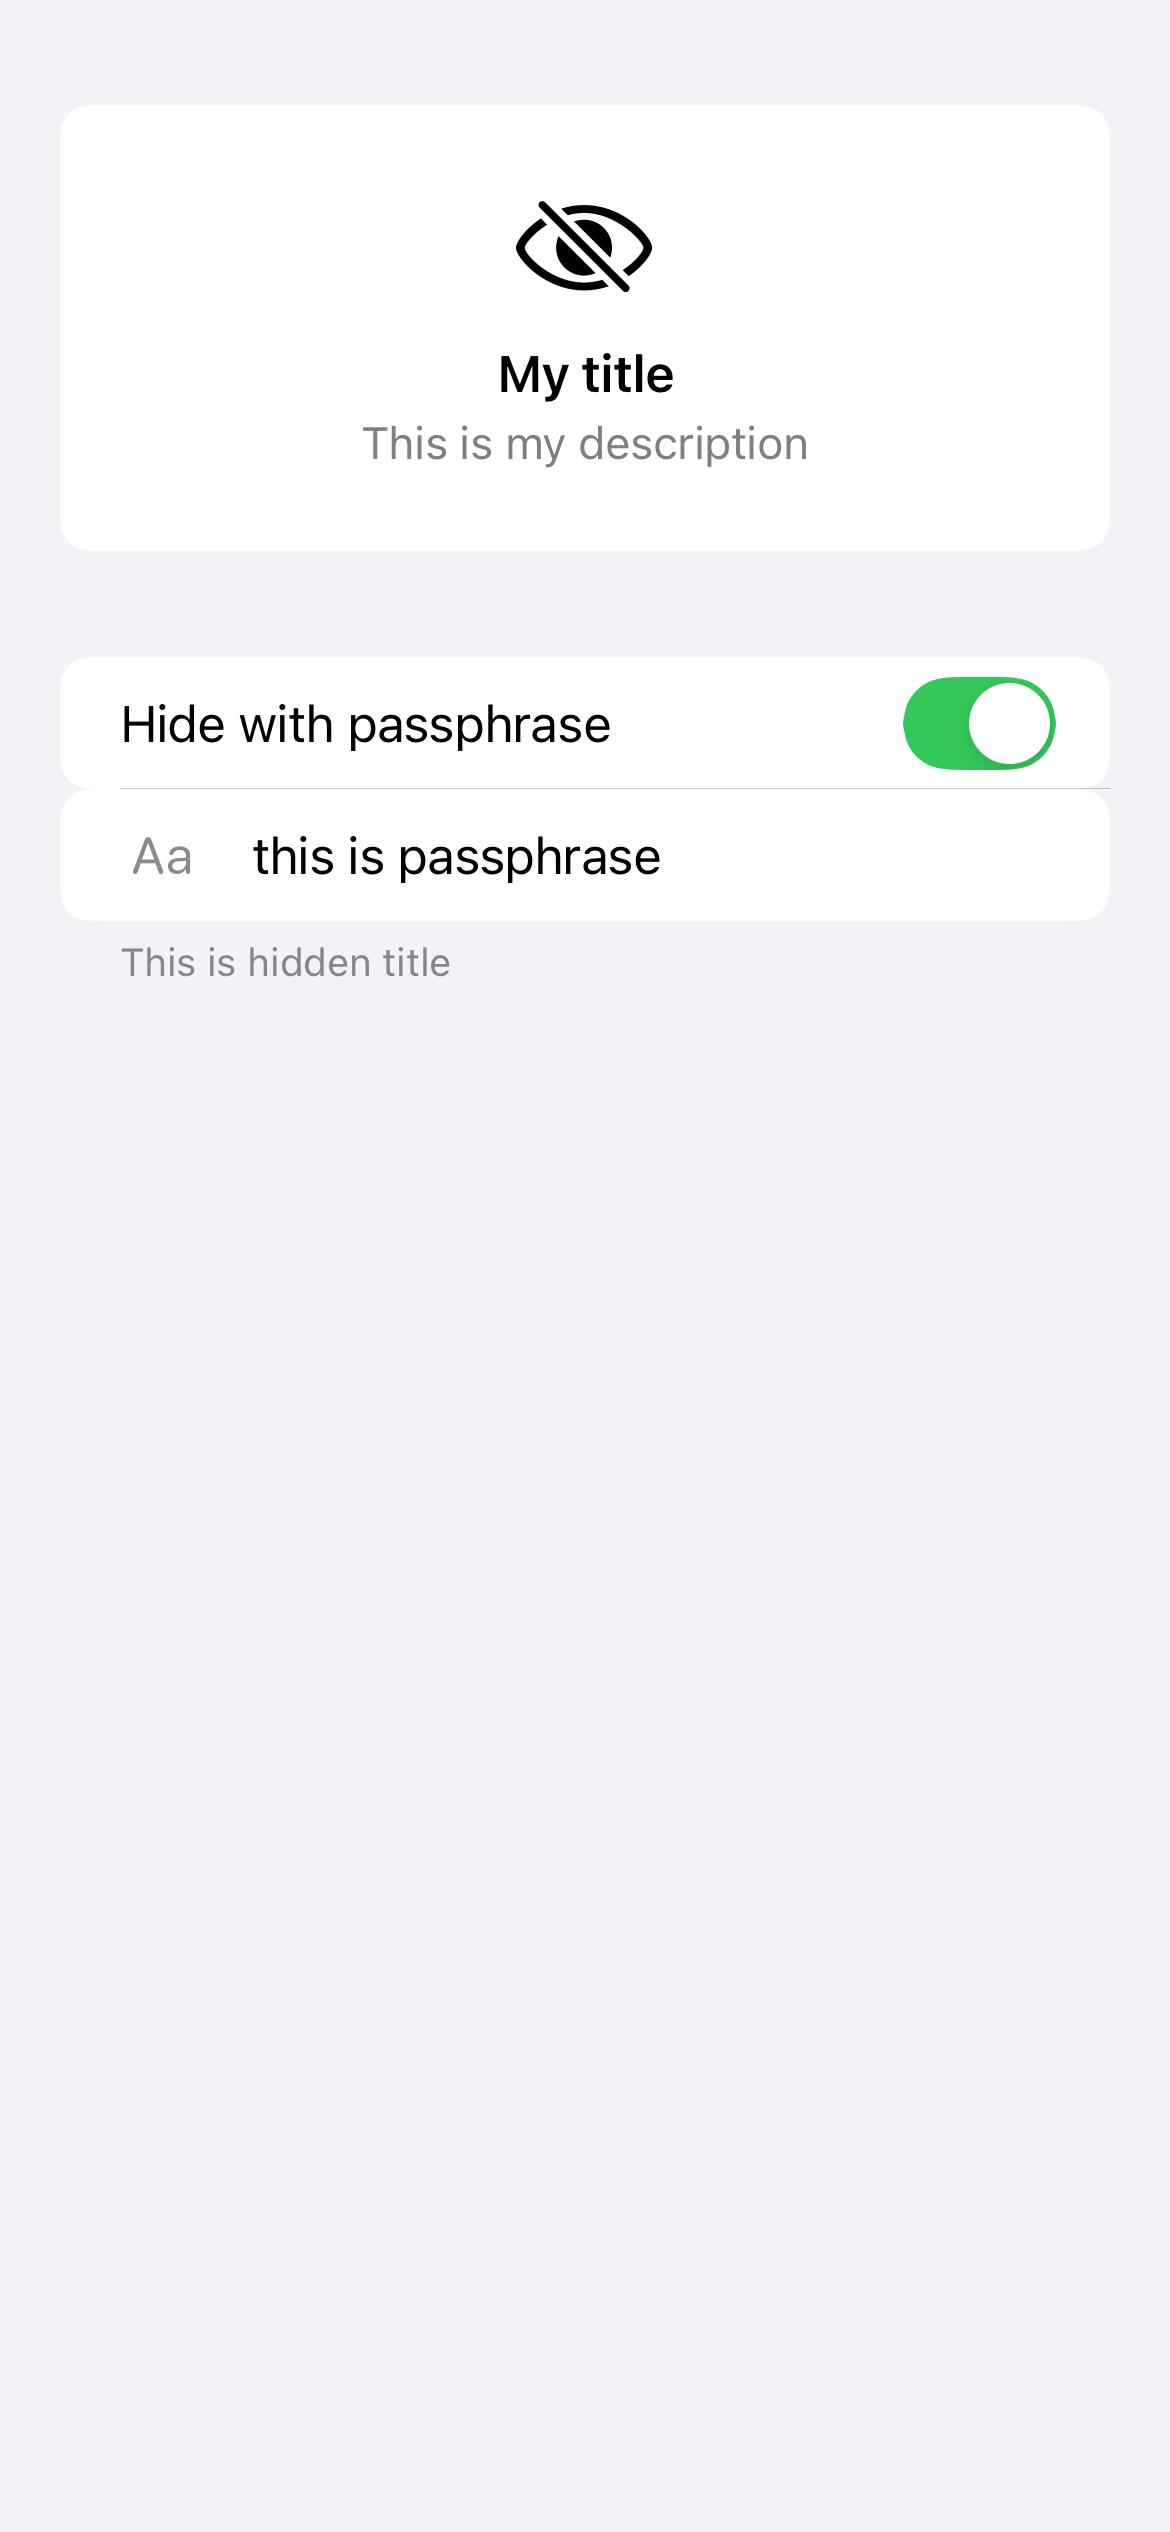 My title
This is my description
Hide with passphrase
Aa this is passphrase
This is hidden title